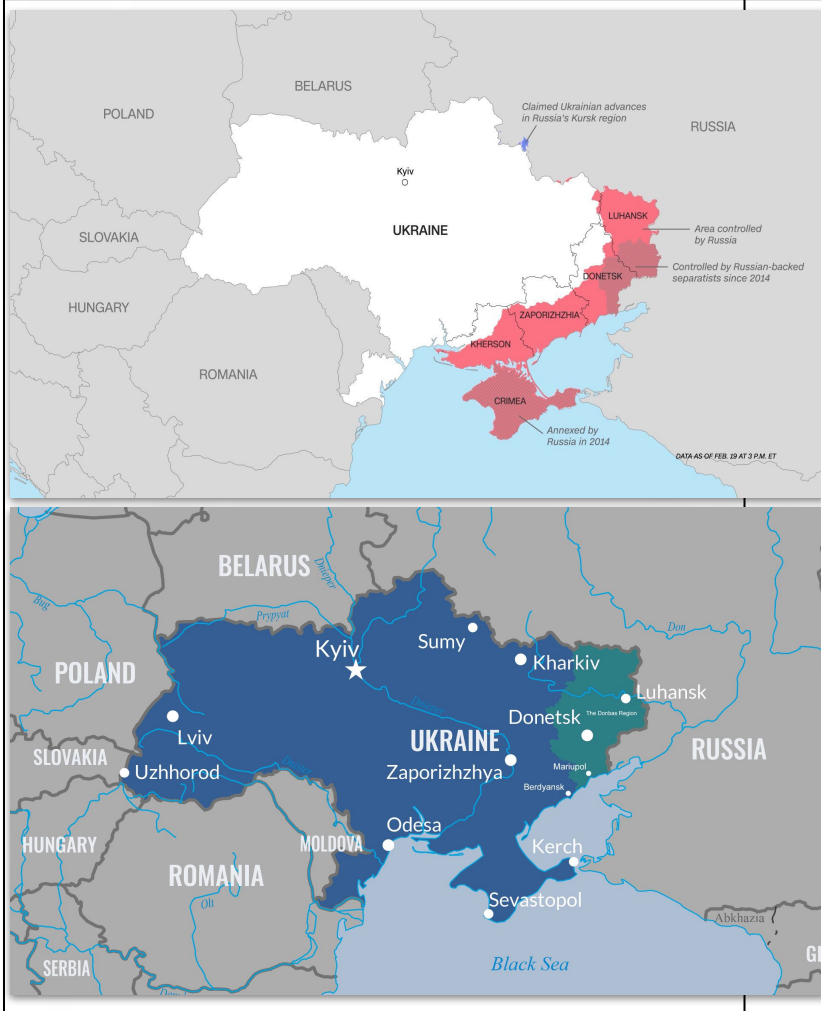 BELARUS
Claimed Ukrainian advances
in Russia's Kursk region
POLAND
RUSSIA
Kyiv
LUHANSK
UKRAINE
Area controlled
by Russia
SLOVAKIA
Controlled by Russian-backed
separatists since 2014
DONETSK
HUNGARY
ZAPORIZHZHIA
KHERSON
ROMANIA
CRIMEA
Annexed by
Russia in 2014
DATA AS OF FEB. 19 AT 3 P.M. ET
BELARUS
Dnieper
Bug
Prypyat
Don
Sumy
Kyiv
Kharkiv
POLAND
Luhansk
Dnieper
Donetsk
The Donbas Region
Lviv
UKRAINE
RUSSIA
SLOVAKIA
Uzhhorod
Zaporizhzhya
Mariupol
Berdyansk
Odesa
HUNGARY
MOLDOVA
Kerch
ROMANIA
Olt
Sevastopol
Abkhazia
Black Sea
SERBIA